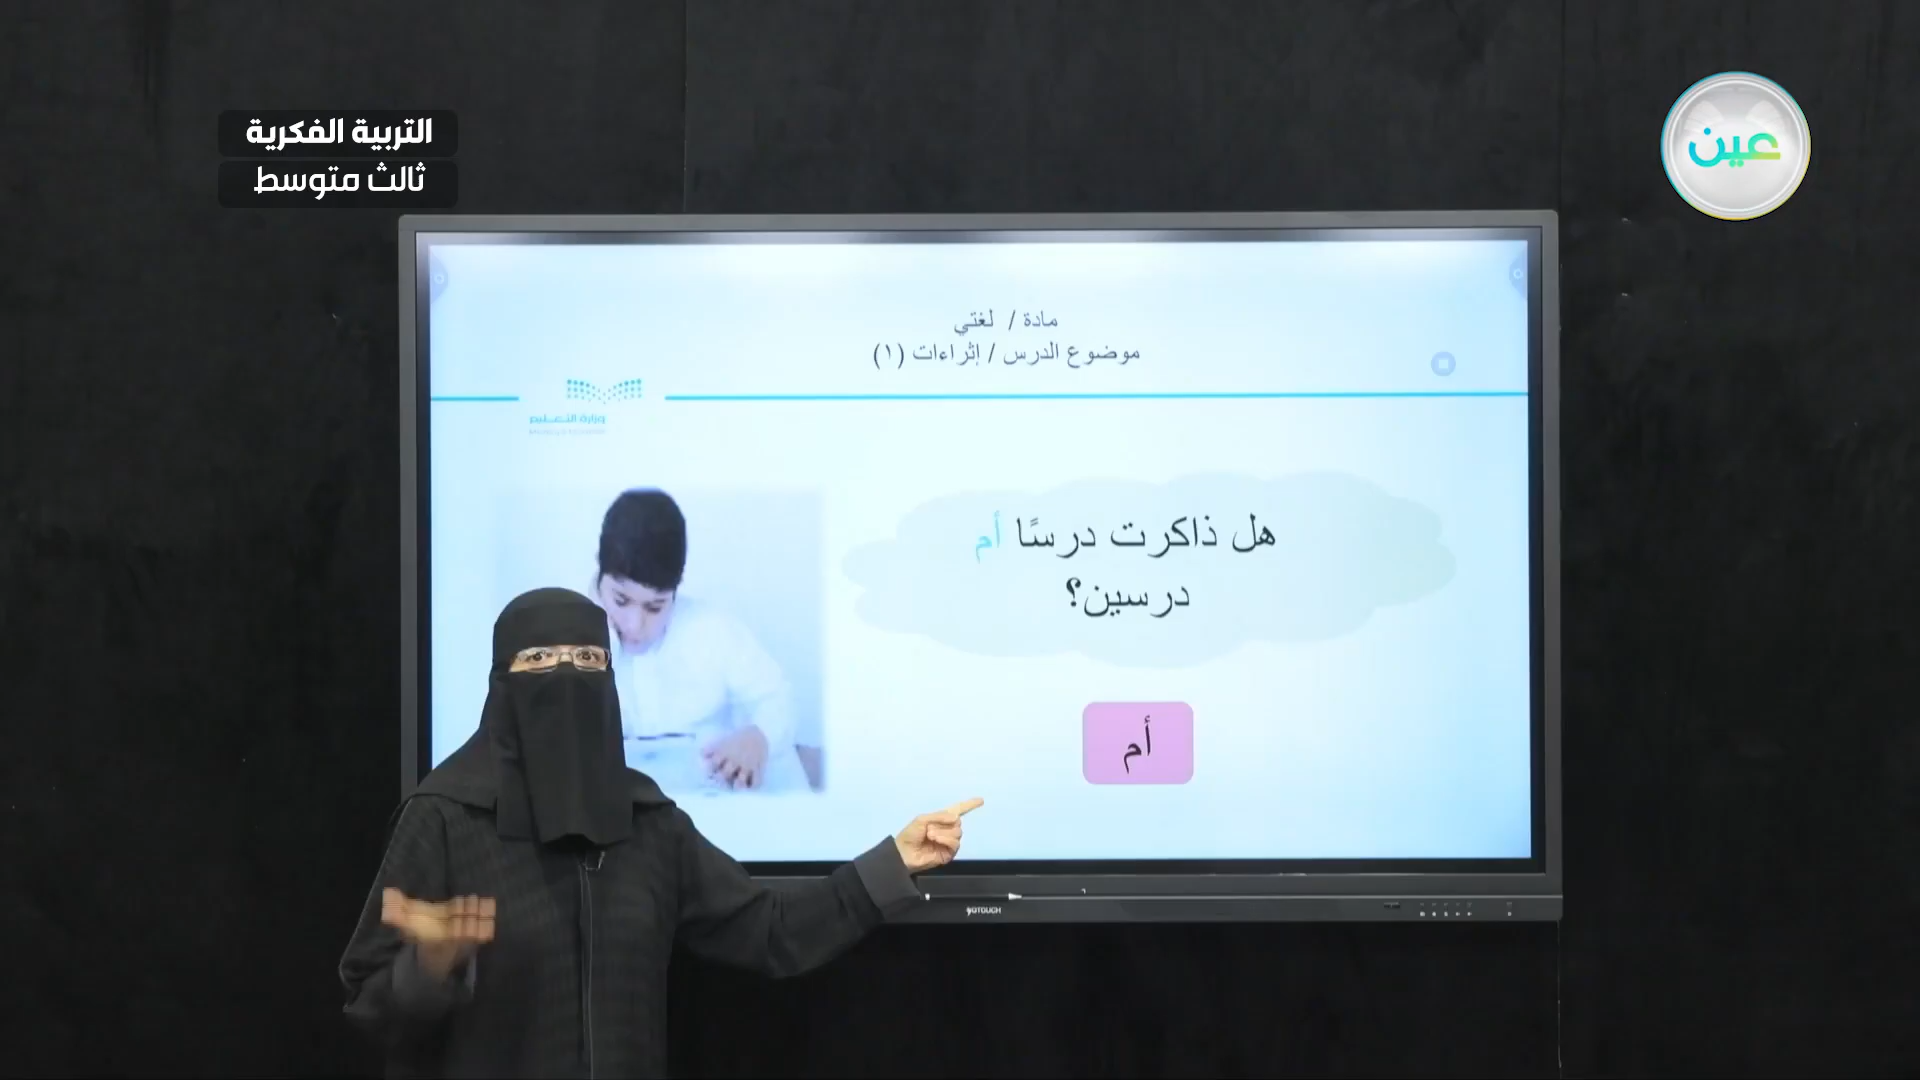 التربية الفكرية
ثالث متوسط
عين
مادة / لغتي
موضوع الدرس / إثراءات (١)
وزارة التعليم
هل ذاكرت درسًا أم
درسين؟
أم